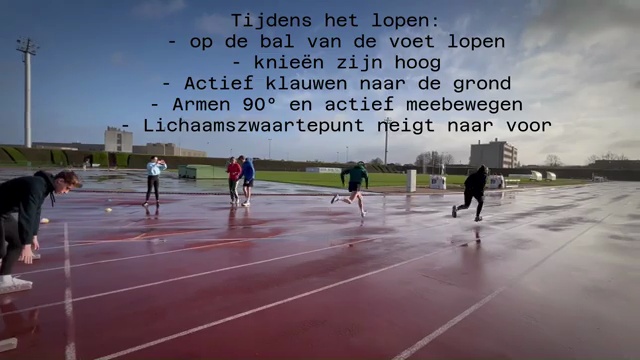 Tijdens het lopen:
- op de bal van de voet lopen
- knieën zijn hoog
- Actief klauwen naar de grond
- Armen 90° en actief meebewegen
- Lichaamszwaartepunt neigt naar voor